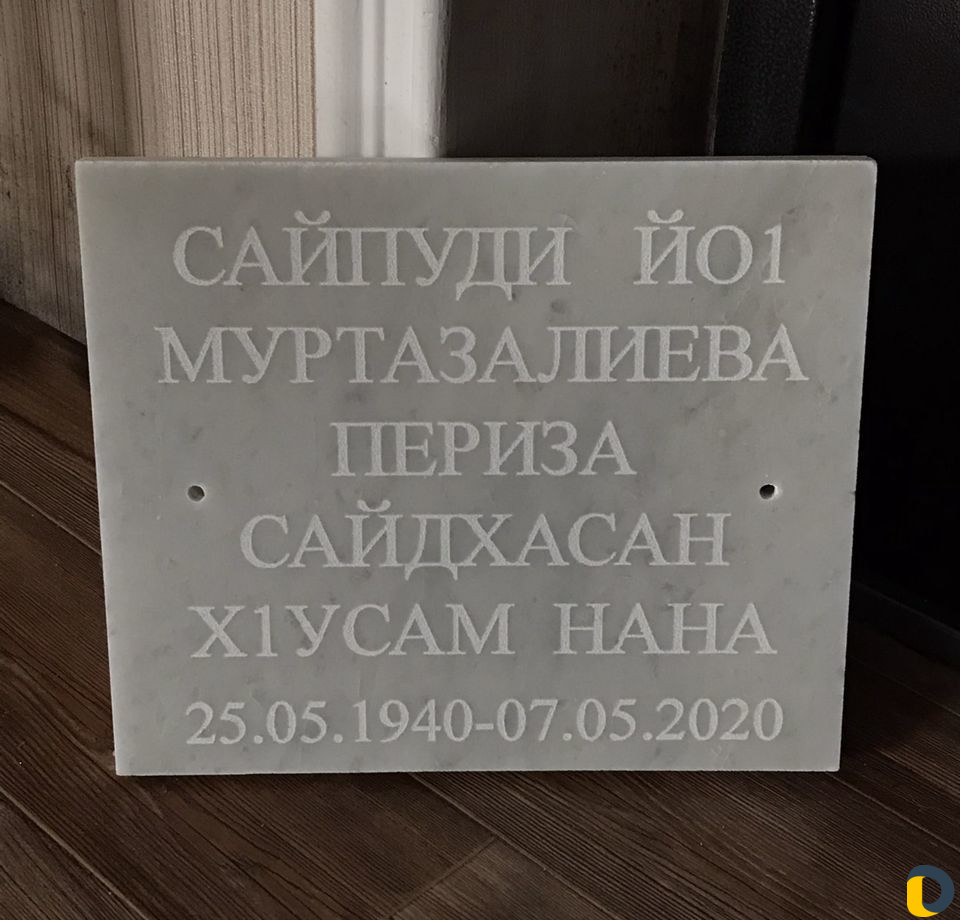 САЙПУДИ ЙО1
МУРТАЗАЛИЕВА
ПЕРИЗА
САЙДХАСАН
Х1УСАМ НАНА
25.05.1940-07.05.2020